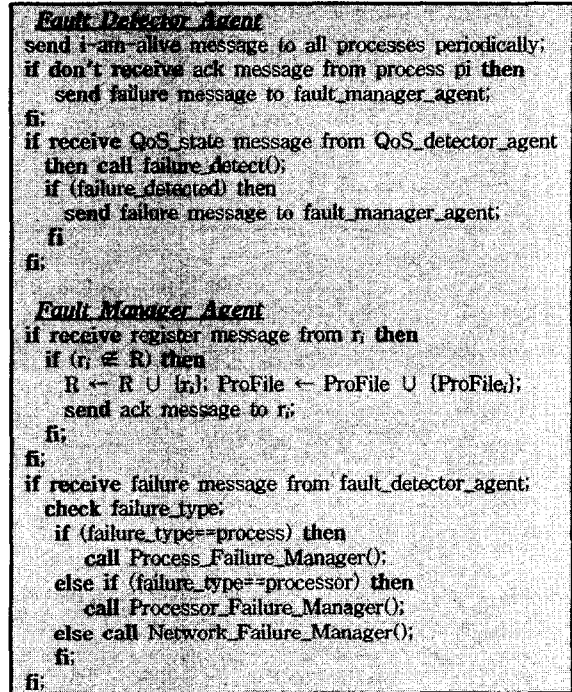 Fault Detector Agent
send i-am-alive message to all processes periodically;
if don't receive ack message from process pi then
send failure message to fault_manager_agent;
fi;
if receive QoS_state message from QoS_detector_agent
then call failure_detect();
if (failure_detected) then
send failure message to fault_manager_agent;
fi
fi;
Fault Manager Agent
if receive register message from rᵢ then
if (rᵢ ∉ R) then
R ← R ∪ {rᵢ}; ProFile ← ProFile ∪ {ProFileᵢ};
send ack message to rᵢ;
fi;
fi;
if receive failure message from fault_detector_agent;
check failure_type;
if (failure_type==process) then
call Process_Failure_Manager();
else if (failure_type==processor) then
call Processor_Failure_Manager();
else call Network_Failure_Manager();
fi;
fi;